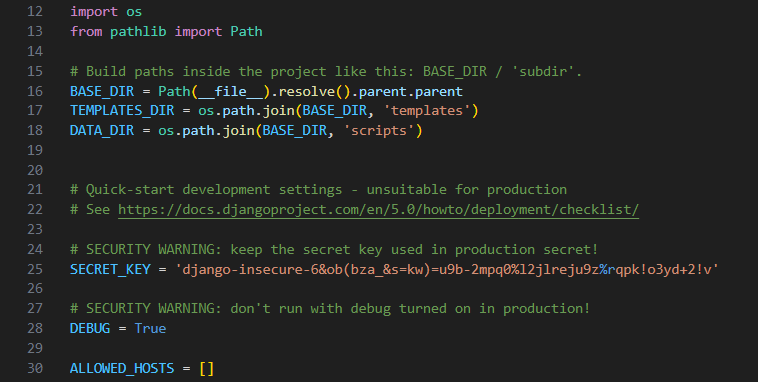 12 import os
13 from pathlib import Path
14
15 # Build paths inside the project like this: BASE_DIR / 'subdir'.
16 BASE_DIR = Path(__file__).resolve().parent.parent
17 TEMPLATES_DIR = os.path.join(BASE_DIR, 'templates')
18 DATA_DIR = os.path.join(BASE_DIR, 'scripts')
19
20
21 # Quick-start development settings - unsuitable for production
22 # See https://docs.djangoproject.com/en/5.0/howto/deployment/checklist/
23
24 # SECURITY WARNING: keep the secret key used in production secret!
25 SECRET_KEY = 'django-insecure-6&ob(bza_&s=kw)=u9b-2mpq0%l2jlreju9z%rqpk!o3yd+2!v'
26
27 # SECURITY WARNING: don't run with debug turned on in production!
28 DEBUG = True
29
30 ALLOWED_HOSTS = []